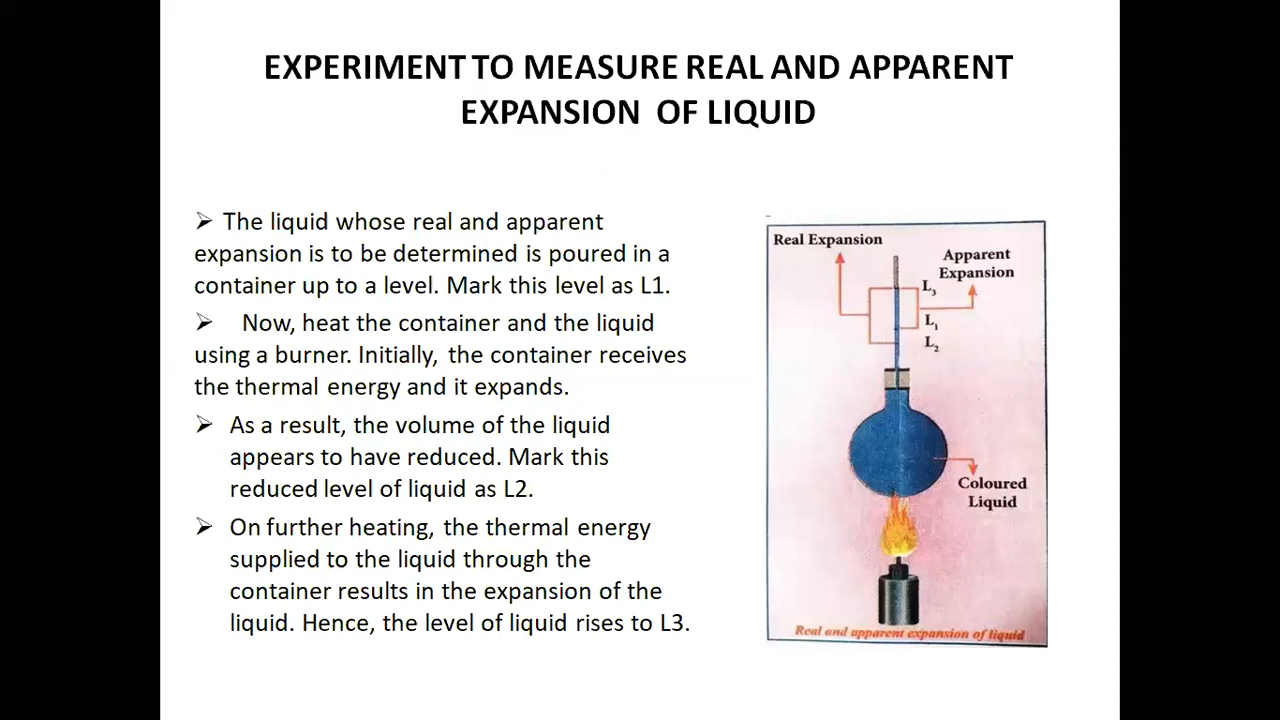 EXPERIMENT TO MEASURE REAL AND APPARENT
EXPANSION OF LIQUID
➢ The liquid whose real and apparent
expansion is to be determined is poured in a
container up to a level. Mark this level as L1.
➢ Now, heat the container and the liquid
using a burner. Initially, the container receives
the thermal energy and it expands.
➢ As a result, the volume of the liquid
appears to have reduced. Mark this
reduced level of liquid as L2.
➢ On further heating, the thermal energy
supplied to the liquid through the
container results in the expansion of the
liquid. Hence, the level of liquid rises to L3.
Real Expansion
Apparent
Expansion
L₃
L₁
L₂
Coloured
Liquid
Real and apparent expansion of liquid